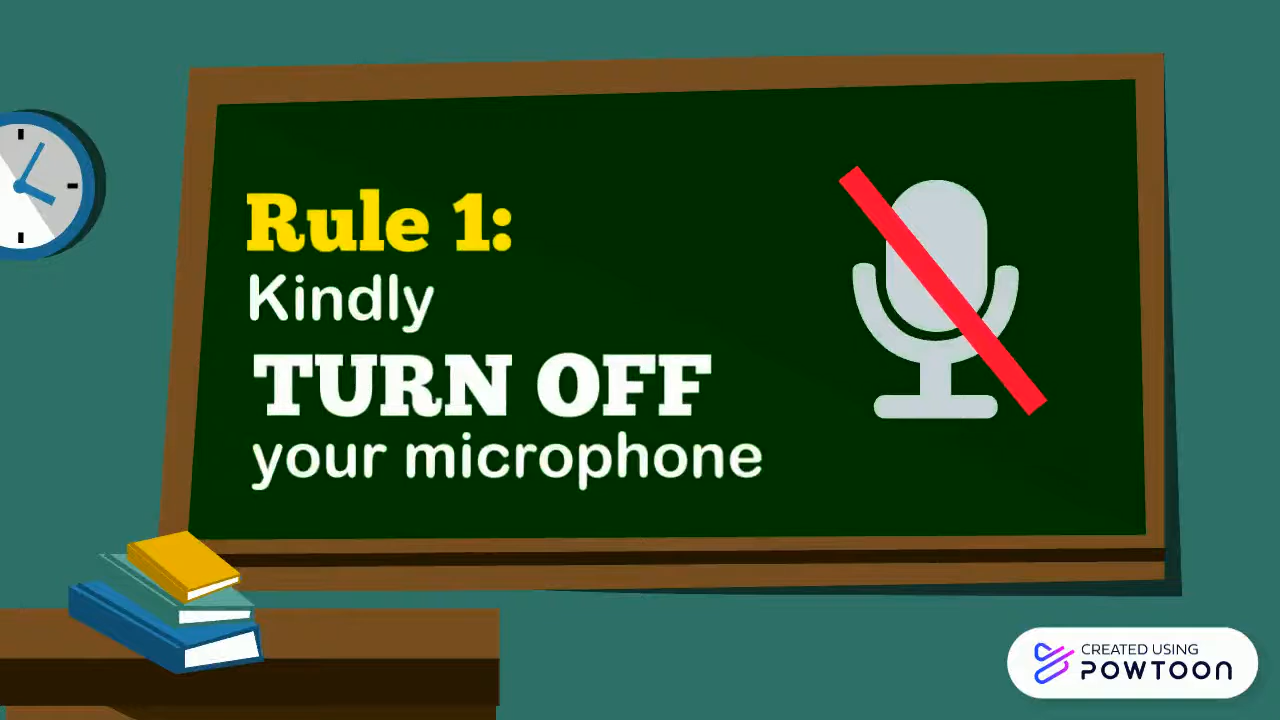 Rule 1:
Kindly
TURN OFF
your microphone
CREATED USING
POWTOON